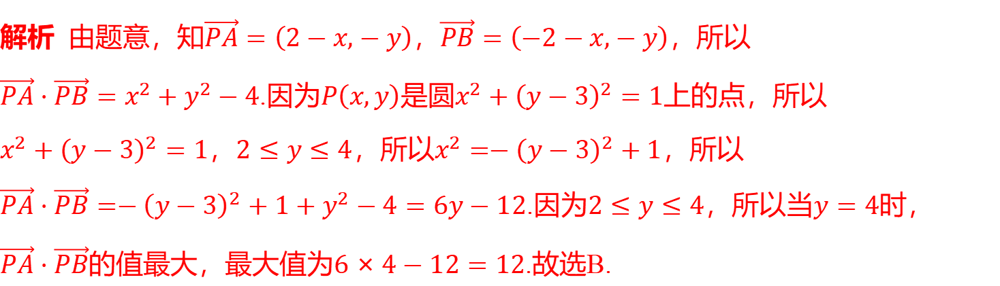 解析 由题意，知$\overrightarrow{PA} = (2 - x, - y)$，$\overrightarrow{PB} = (-2 - x, - y)$，所以
$\overrightarrow{PA} \cdot \overrightarrow{PB} = x^2 + y^2 - 4$.因为$P(x, y)$是圆$x^2 + (y - 3)^2 = 1$上的点，所以
$x^2 + (y - 3)^2 = 1$，$2 \leq y \leq 4$，所以$x^2 = - (y - 3)^2 + 1$，所以
$\overrightarrow{PA} \cdot \overrightarrow{PB} = - (y - 3)^2 + 1 + y^2 - 4 = 6y - 12$.因为$2 \leq y \leq 4$，所以当$y = 4$时，
$\overrightarrow{PA} \cdot \overrightarrow{PB}$的值最大，最大值为$6 \times 4 - 12 = 12$.故选B.